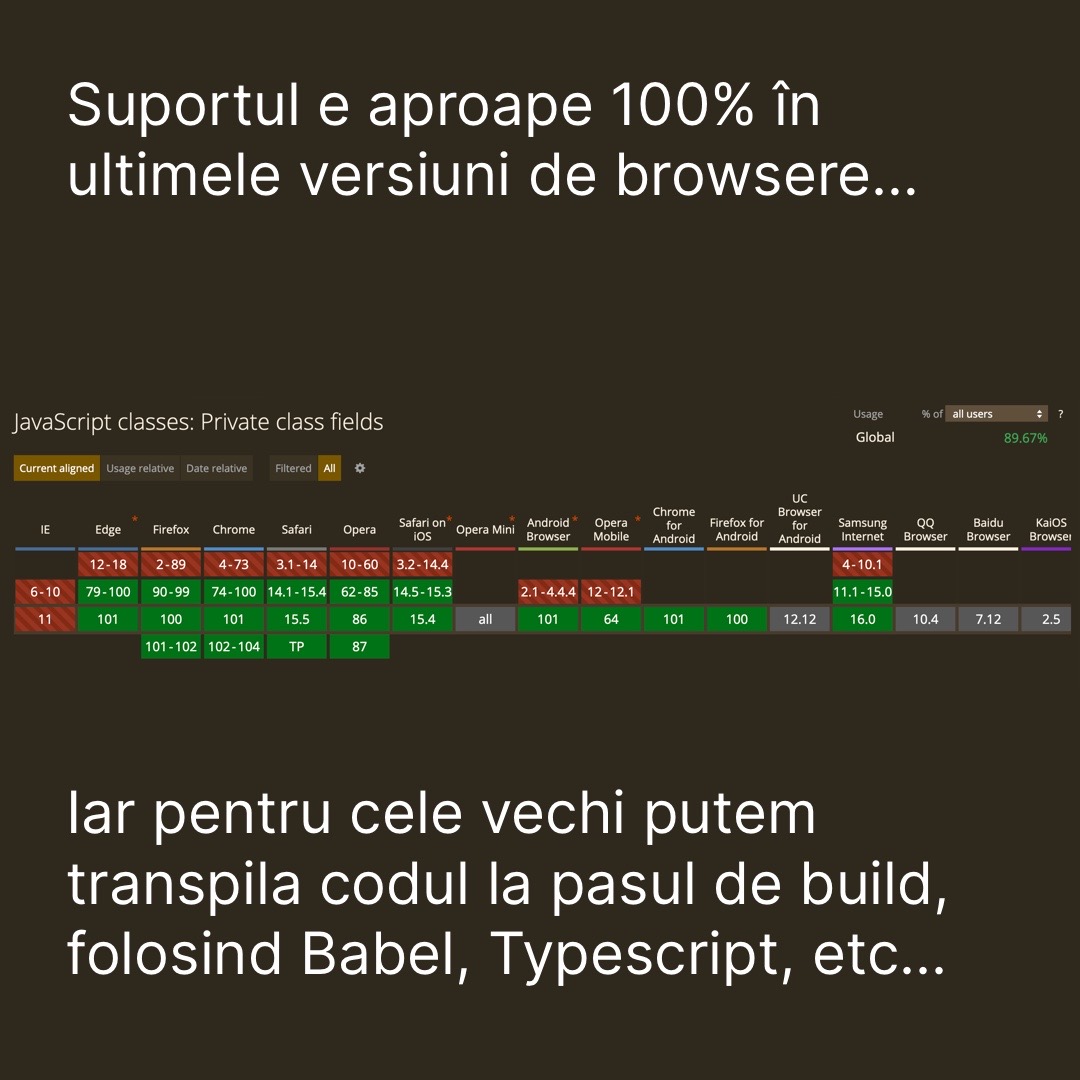 Suportul e aproape 100% în
ultimele versiuni de browsere...
JavaScript classes: Private class fields
Usage % of all users ?
Global 89.67%
Current aligned Usage relative Date relative Filtered All
IE Edge * Firefox Chrome Safari Opera Safari on iOS * Opera Mini * Android Browser * Opera Mobile * Chrome for Android Firefox for Android UC Browser for Android Samsung Internet QQ Browser Baidu Browser KaiOS Browser
12-18 2-89 4-73 3.1-14 10-60 3.2-14.4 4-10.1
6-10 79-100 90-99 74-100 14.1-15.4 62-85 14.5-15.3 2.1-4.4.4 12-12.1 11.1-15.0
11 101 100 101 15.5 86 15.4 all 101 64 101 100 12.12 16.0 10.4 7.12 2.5
101-102 102-104 TP 87
Iar pentru cele vechi putem
transpila codul la pasul de build,
folosind Babel, Typescript, etc...